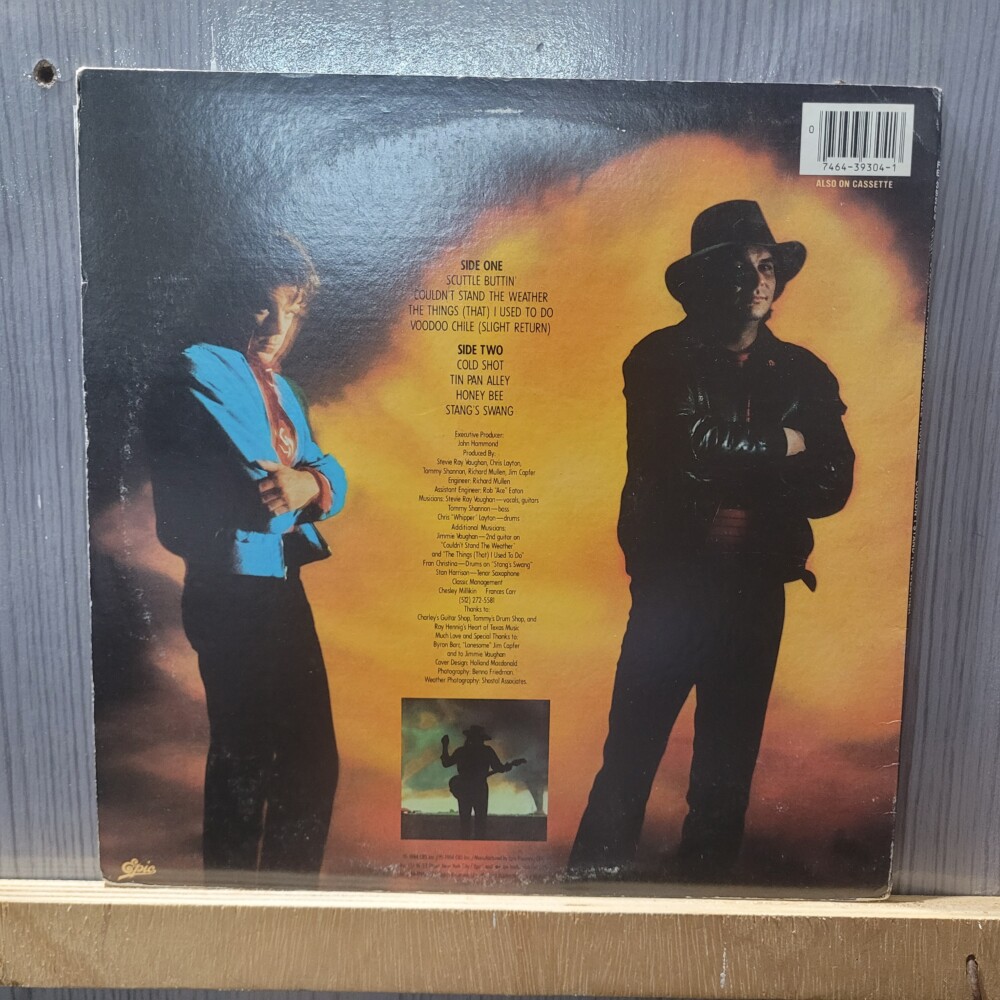 0
7464-39304-1
ALSO ON CASSETTE
SIDE ONE
SCUTTLE BUTTIN'
COULDN'T STAND THE WEATHER
THE THINGS (THAT) I USED TO DO
VOODOO CHILE (SLIGHT RETURN)
SIDE TWO
COLD SHOT
TIN PAN ALLEY
HONEY BEE
STANG'S SWANG
Executive Producer:
John Hammond
Produced By:
Stevie Ray Vaughan, Chris Layton,
Tommy Shannon, Richard Mullen, Jim Capfer
Engineer: Richard Mullen
Assistant Engineer: Rob "Ace" Eaton
Musicians: Stevie Ray Vaughan—vocals, guitars
Tommy Shannon—bass
Chris "Whipper" Layton—drums
Additional Musicians:
Jimmie Vaughan—2nd guitar on
"Couldn't Stand The Weather"
and "The Things (That) I Used To Do"
Fran Christina—Drums on "Stang's Swang"
Stan Harrison—Tenor Saxophone
Classic Management
Chesley Millikin Frances Carr
(512) 272-5581
Thanks to:
Charley's Guitar Shop, Tommy's Drum Shop, and
Ray Hennig's Heart of Texas Music
Much Love and Special Thanks to:
Byron Barr, "Lonesome" Jim Capfer
and to Jimmie Vaughan
Cover Design: Holland Macdonald
Photography: Benno Friedman
Weather Photography: Shostal Associates
Epic